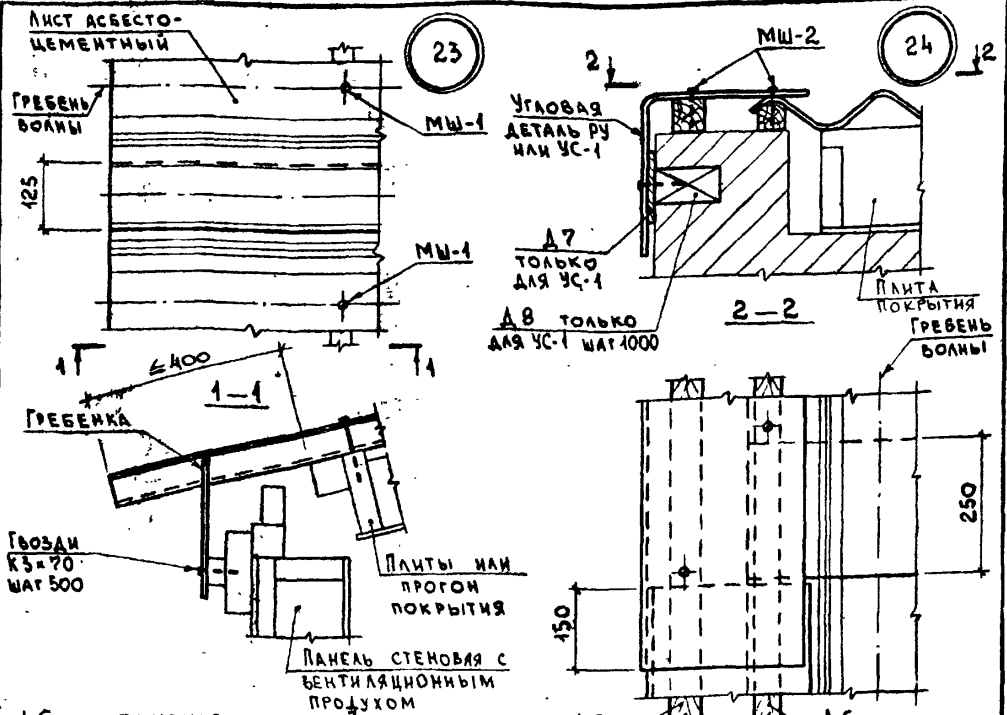 Лист асбесто-
цементный
23
Гребень
волны
МШ-1
125
МШ-1
1
1
≤400
1—1
Гребенка
Гвозди
К3×70
шаг 500
Плиты или
прогон
покрытия
Панель стеновая с
вентиляционным
продухом
24
МШ-2
2
2
Угловая
деталь РУ
или УС-1
Д7
только
для УС-1
Д8 только
для УС-1 шаг 1000
Плита
покрытия
2—2
Гребень
волны
250
150